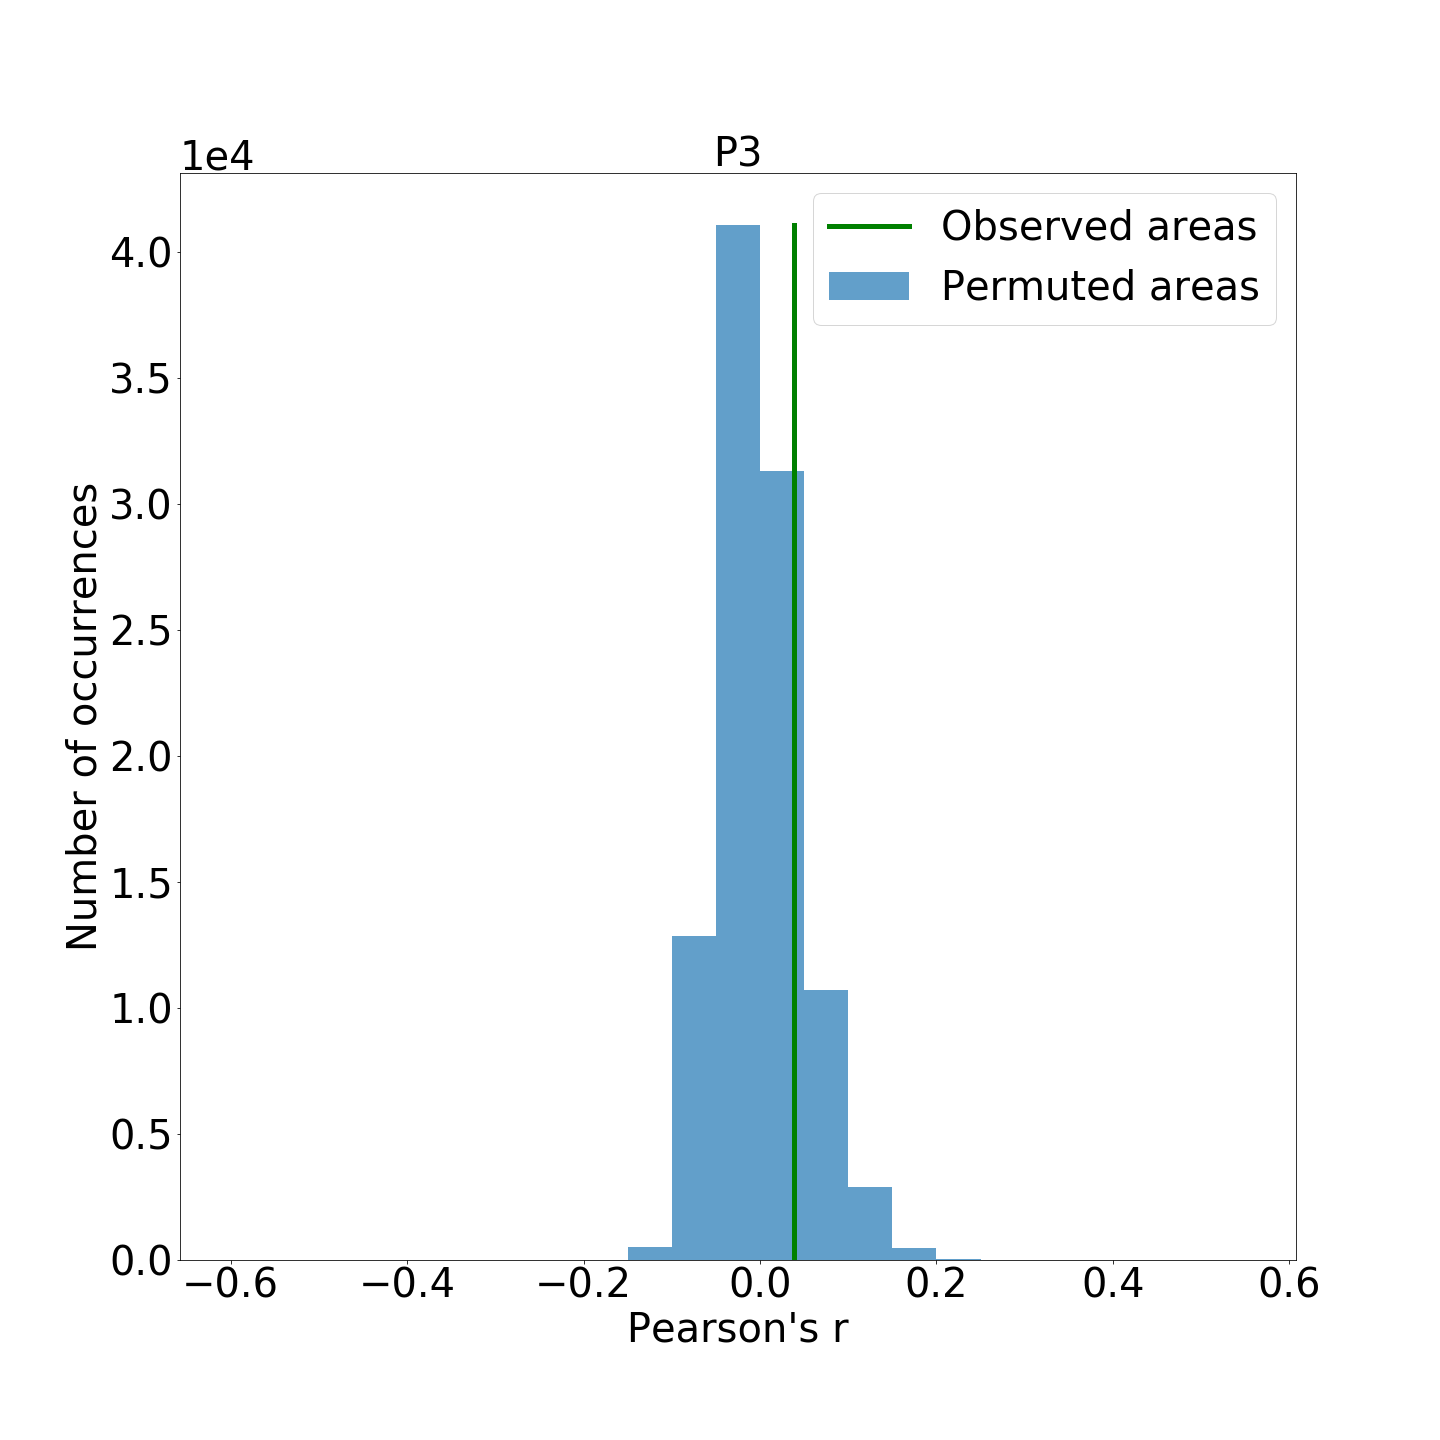 P3
1e4
Observed areas
Permuted areas
4.0
3.5
3.0
2.5
2.0
1.5
1.0
0.5
0.0
Number of occurrences
−0.6 −0.4 −0.2 0.0 0.2 0.4 0.6
Pearson's r